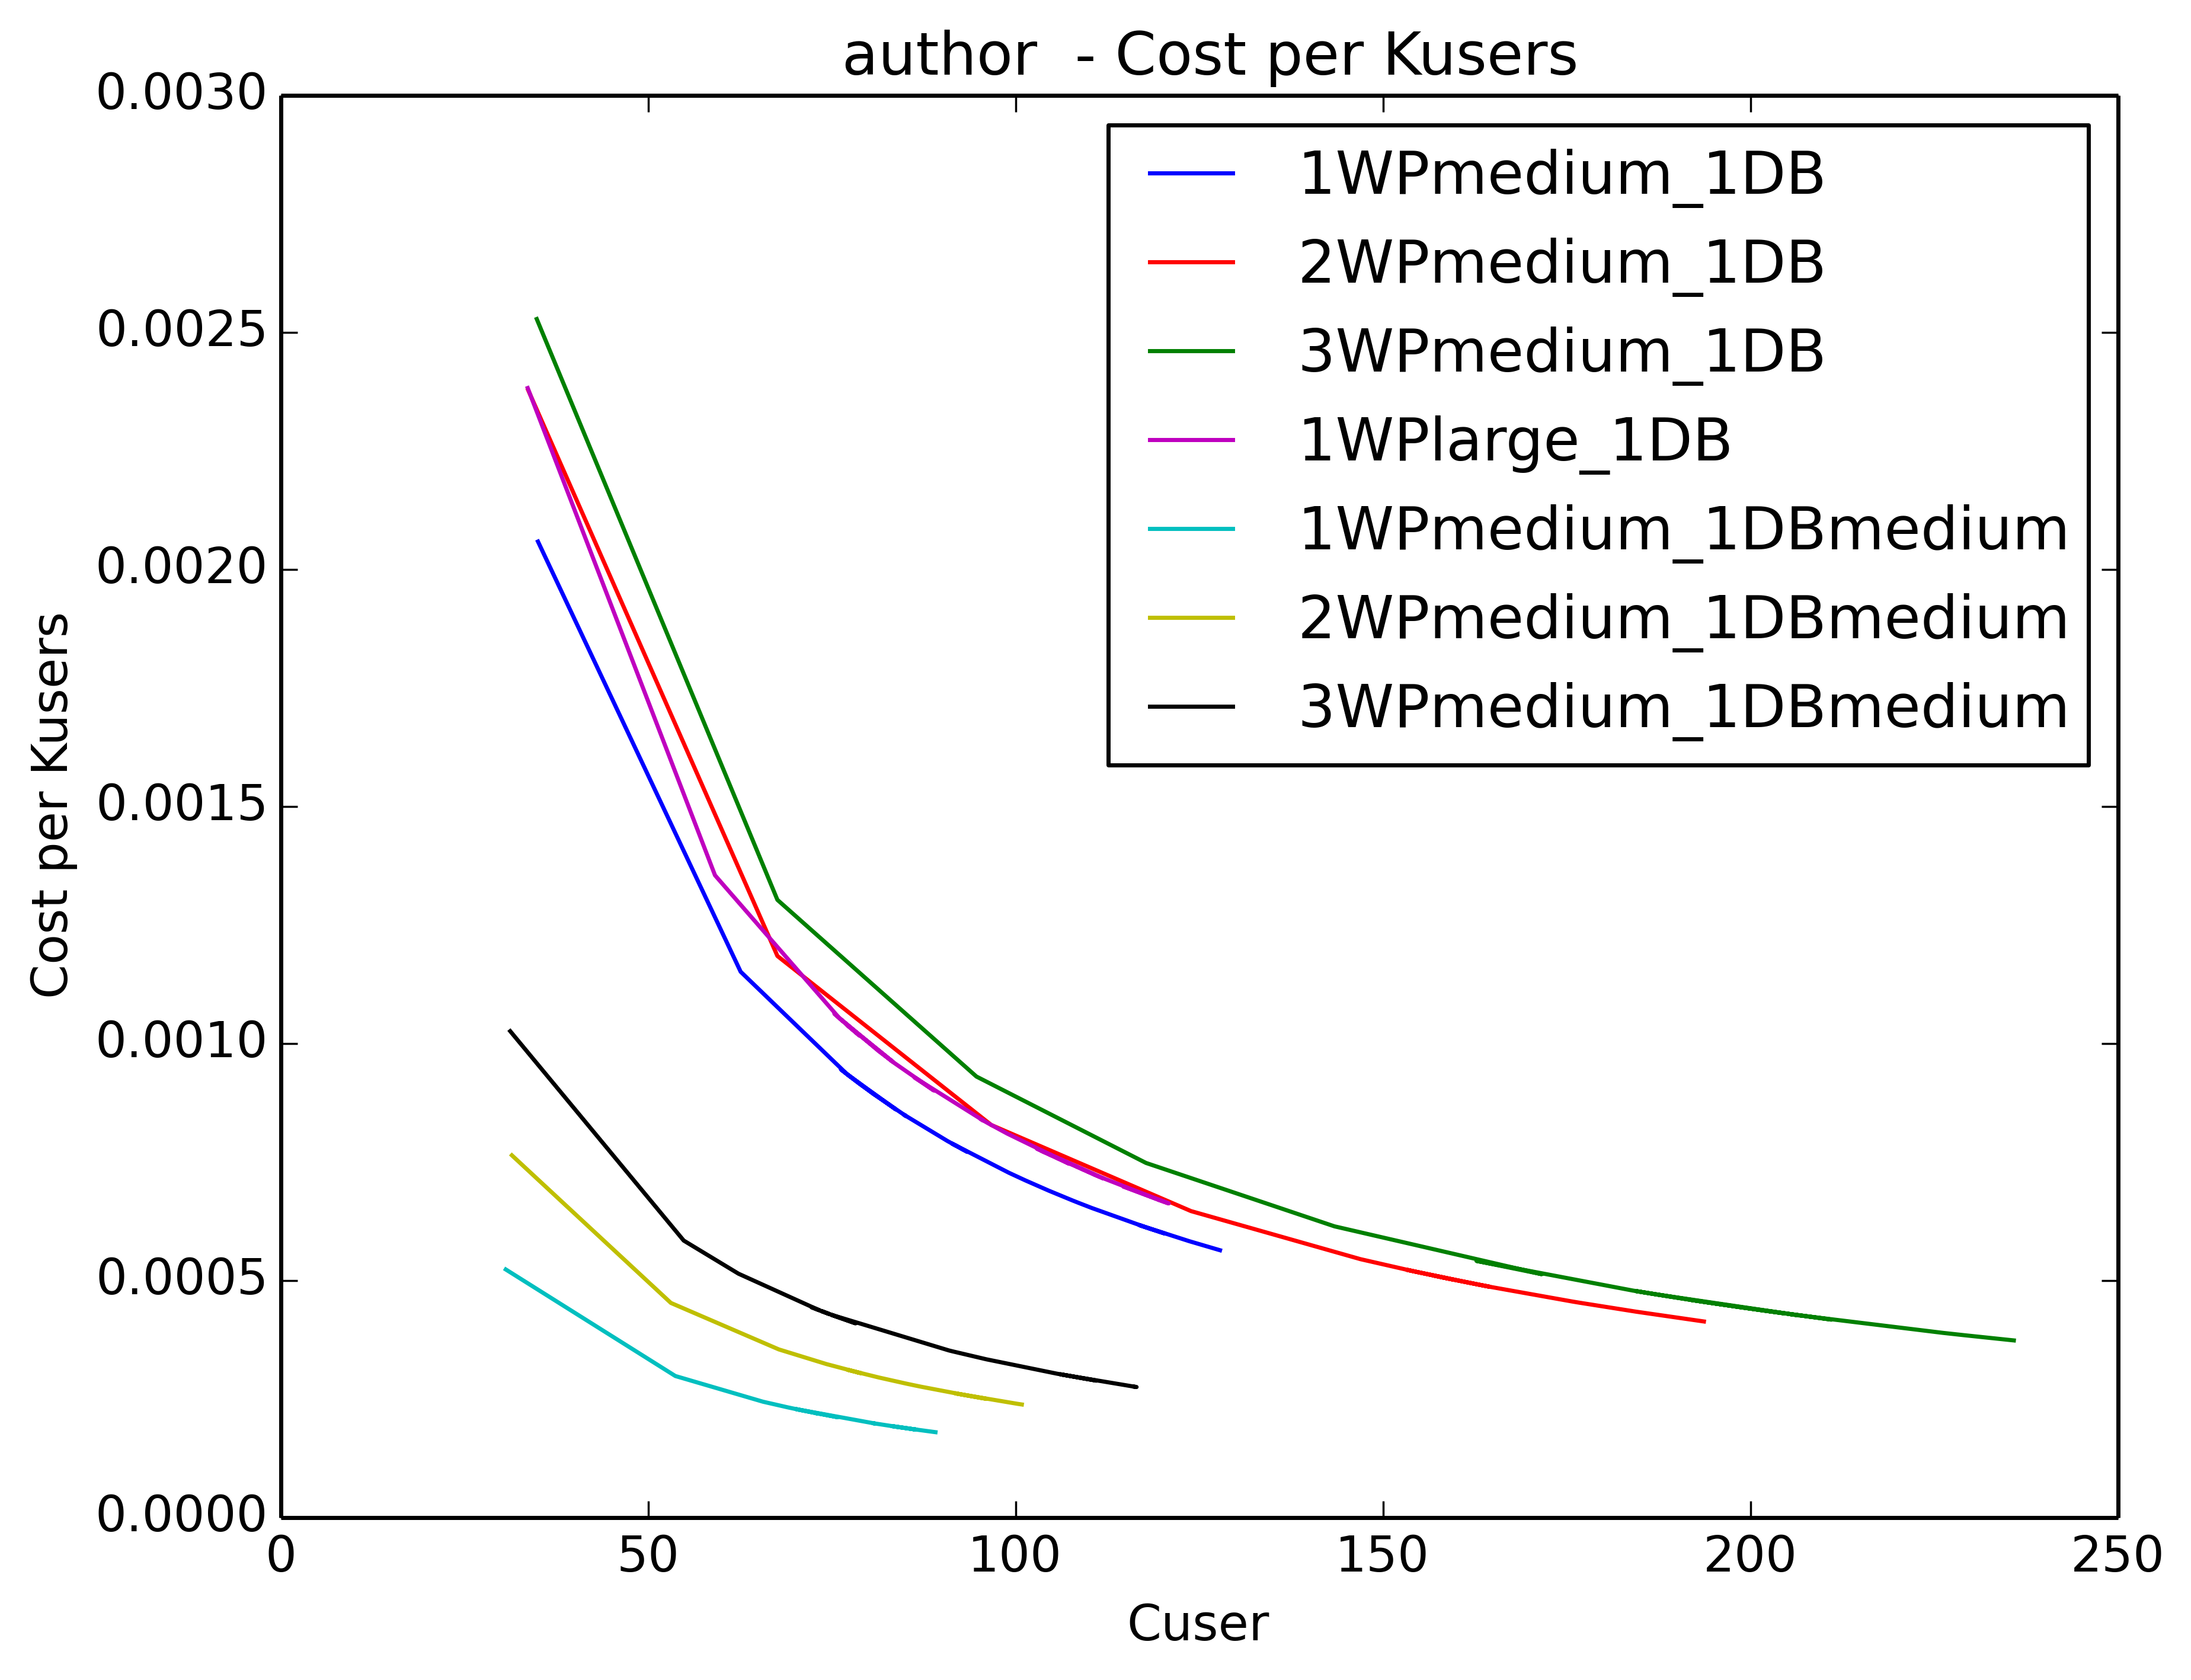 author  - Cost per Kusers
0.0030
0.0025
0.0020
0.0015
0.0010
0.0005
0.0000
Cost per Kusers
1WPmedium_1DB
2WPmedium_1DB
3WPmedium_1DB
1WPlarge_1DB
1WPmedium_1DBmedium
2WPmedium_1DBmedium
3WPmedium_1DBmedium
0 50 100 150 200 250
Cuser